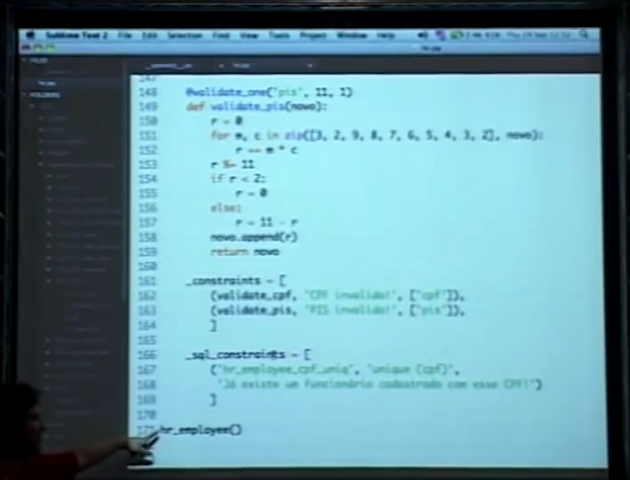 Sublime Text 2 File Edit Selection Find View Goto Tools Project Window Help
147
148 @validate_one("pis", 11, 1)
149 def validate_pis(novo):
150 r = 0
151 for m, c in zip([3, 2, 9, 8, 7, 6, 5, 4, 3, 2], novo):
152 r += m * c
153 r %= 11
154 if r < 2:
155 r = 0
156 else:
157 r = 11 - r
158 novo.append(r)
159 return novo
160
161 _constraints = [
162 (validate_cpf, 'CPF invalido!', ['cpf']),
163 (validate_pis, 'PIS invalido!', ['pis']),
164 ]
165
166 _sql_constraints = [
167 ('hr_employee_cpf_uniq', 'unique (cpf)',
168 'Já existe um funcionário cadastrado com esse CPF!')
169 ]
170
171 hr_employee()